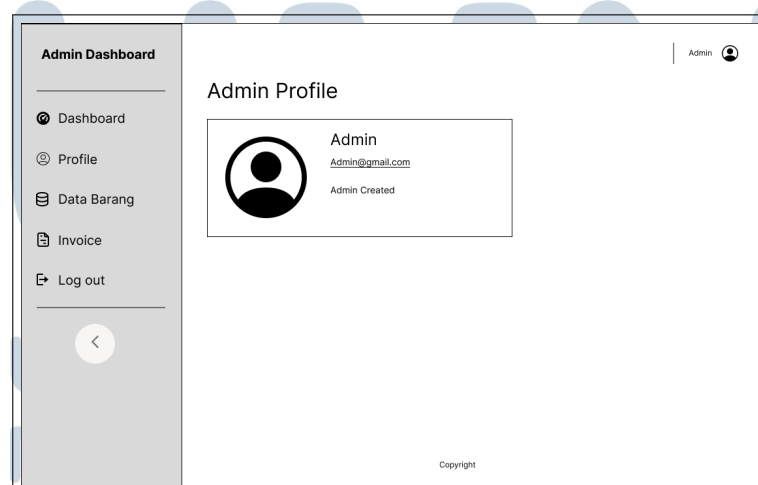 Admin Dashboard
Dashboard
Profile
Data Barang
Invoice
Log out
Admin
Admin Profile
Admin
Admin@gmail.com
Admin Created
Copyright